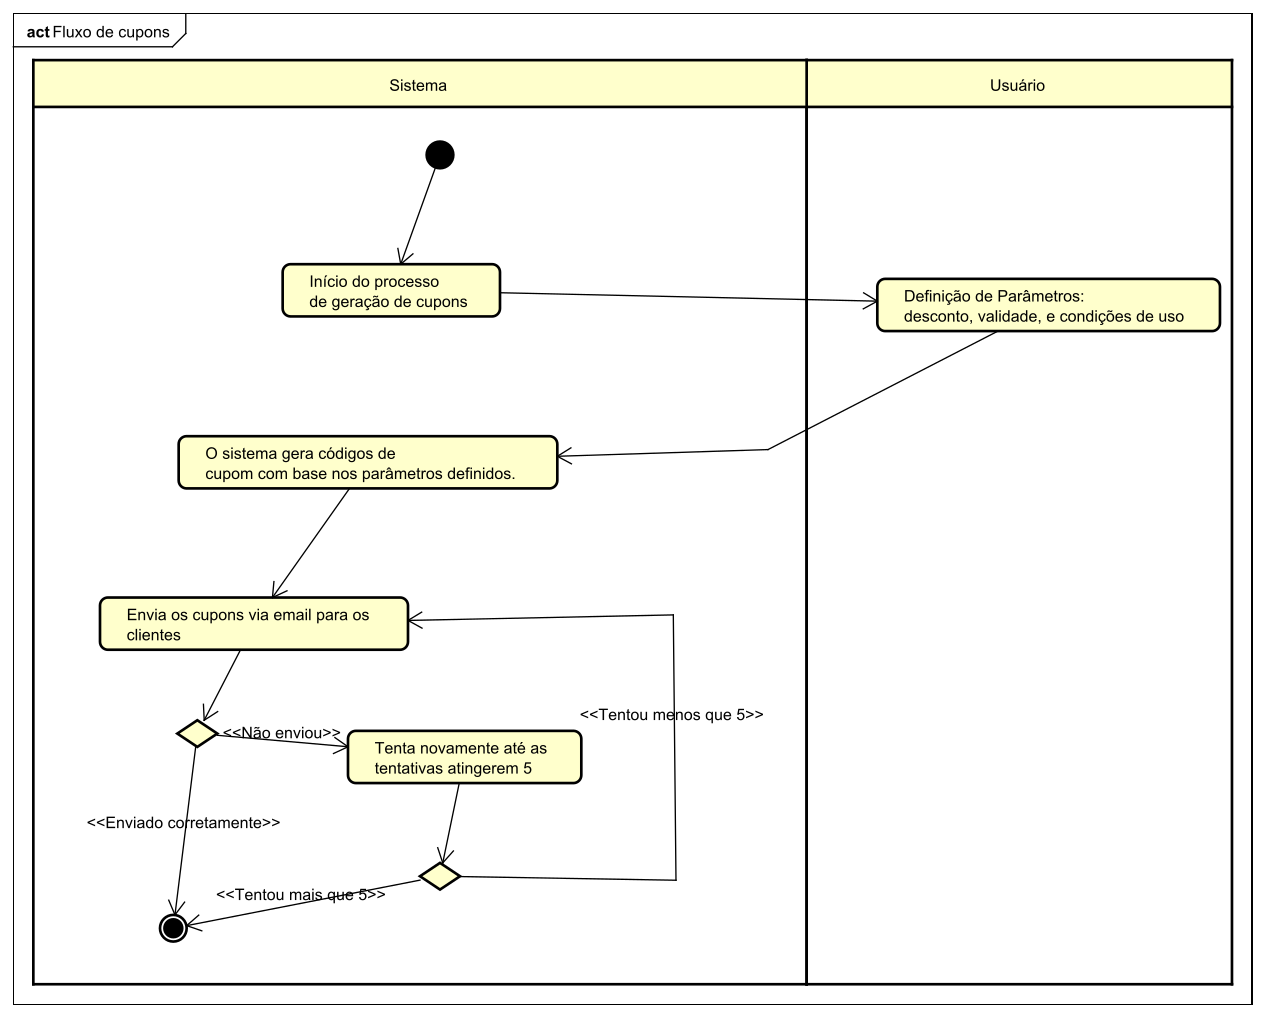 act Fluxo de cupons
Sistema
Usuário
Início do processo
de geração de cupons
Definição de Parâmetros:
desconto, validade, e condições de uso
O sistema gera códigos de
cupom com base nos parâmetros definidos.
Envia os cupons via email para os
clientes
<<Tentou menos que 5>>
<<Não enviou>>
Tenta novamente até as
tentativas atingerem 5
<<Enviado corretamente>>
<<Tentou mais que 5>>